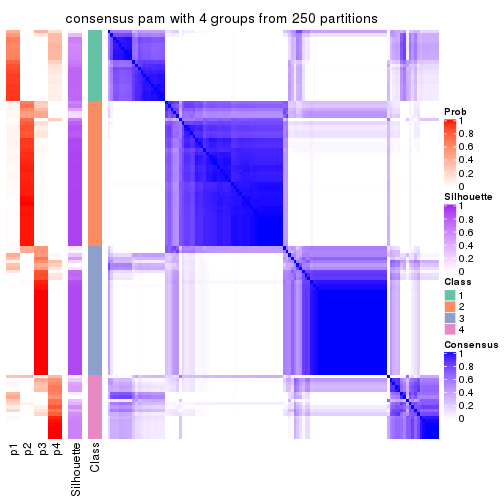 consensus pam with 4 groups from 250 partitions
Prob
1
0.8
0.6
0.4
0.2
0
Silhouette
1
0.8
0.6
0.4
0.2
0
Class
1
2
3
4
Consensus
1
0.8
0.6
0.4
0.2
0
p1
p2
p3
p4
Silhouette
Class